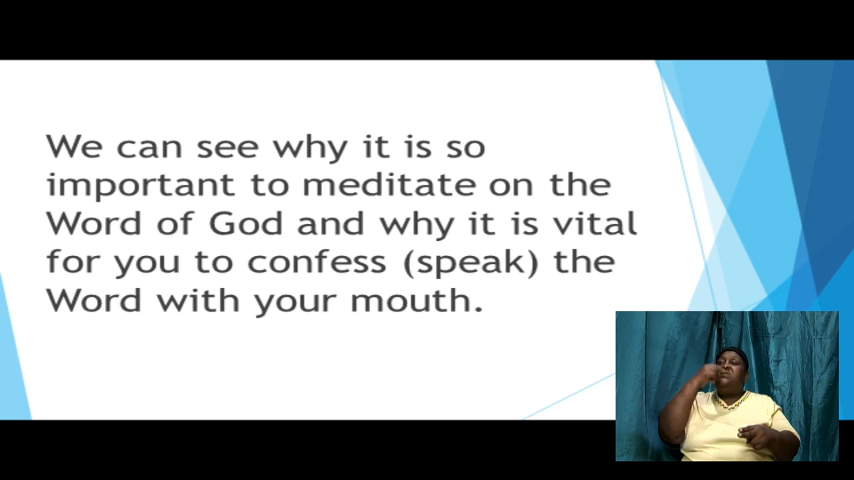 We can see why it is so
important to meditate on the
Word of God and why it is vital
for you to confess (speak) the
Word with your mouth.